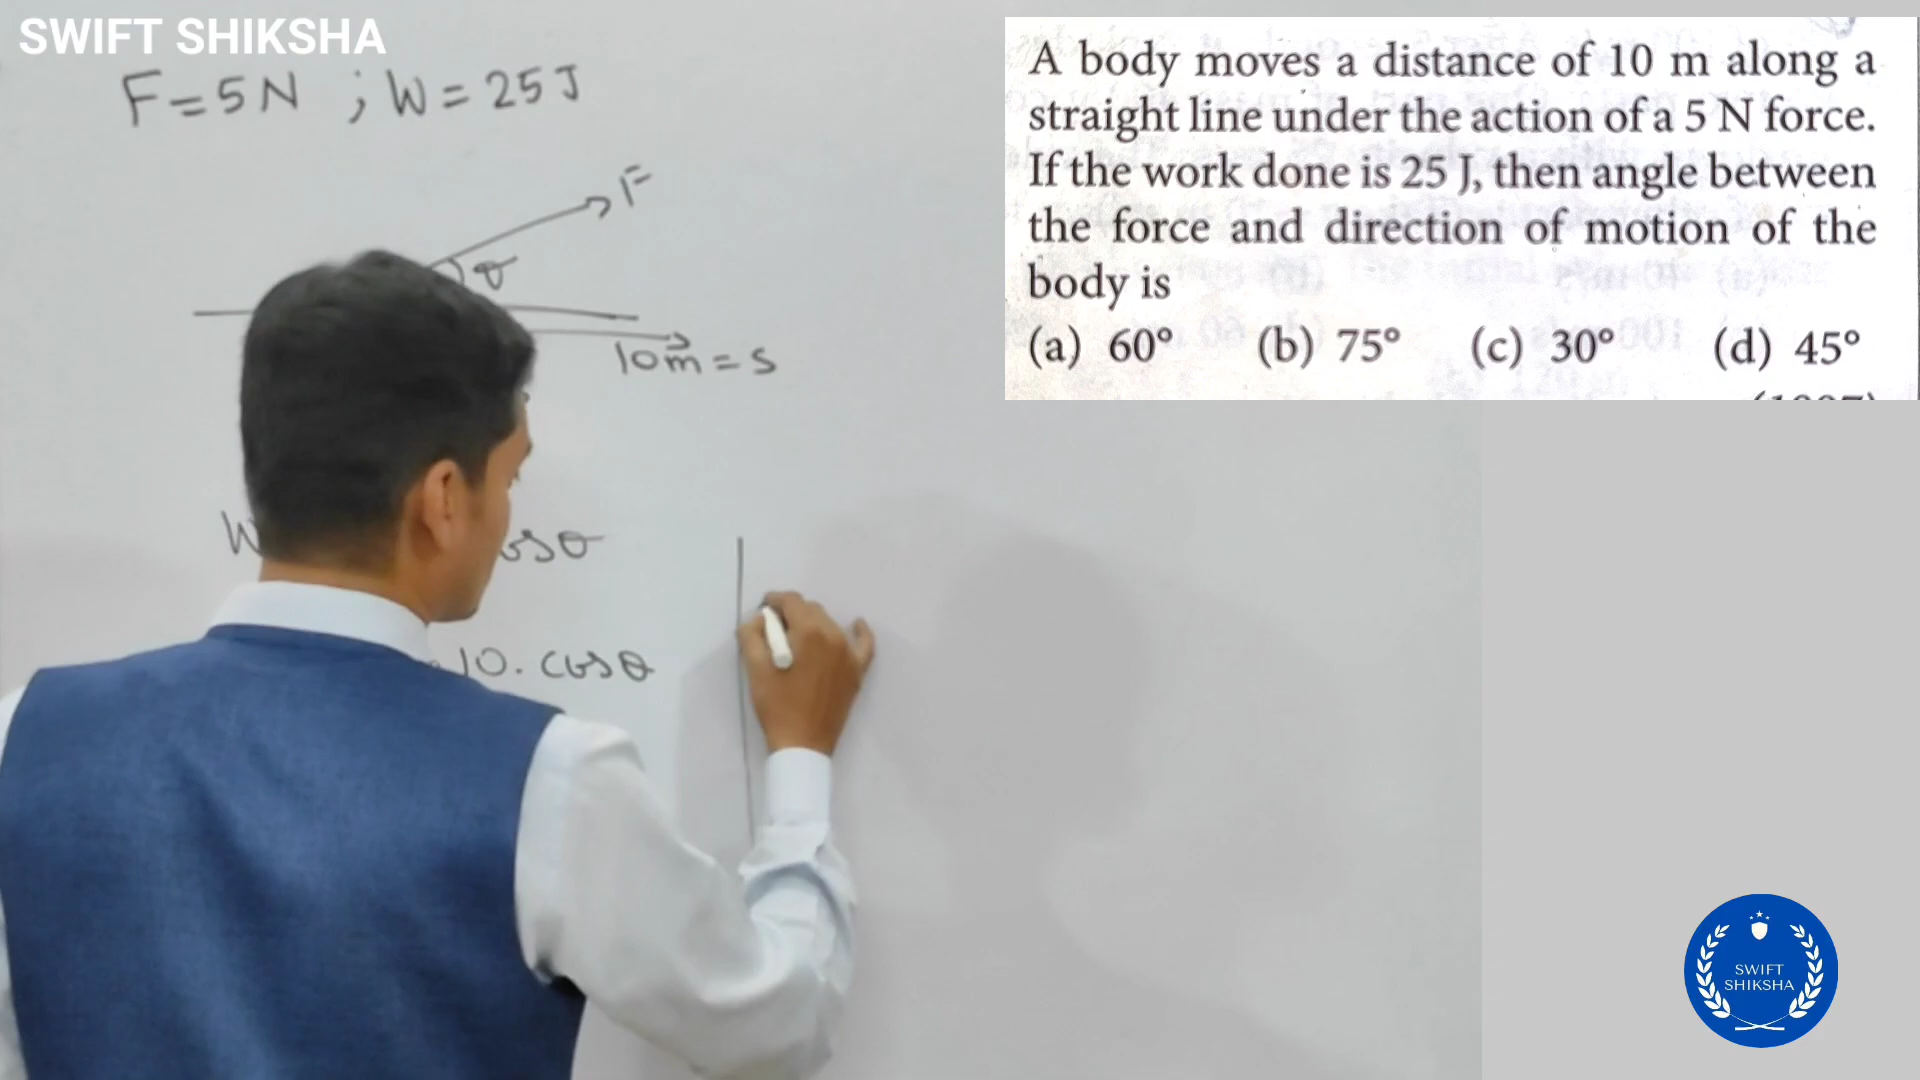 SWIFT SHIKSHA
F=5N ; W=25J
F
θ
10m = s
W
cosθ
10. cosθ
A body moves a distance of 10 m along a
straight line under the action of a 5 N force.
If the work done is 25 J, then angle between
the force and direction of motion of the
body is
(a) 60° (b) 75° (c) 30° (d) 45°
SWIFT
SHIKSHA